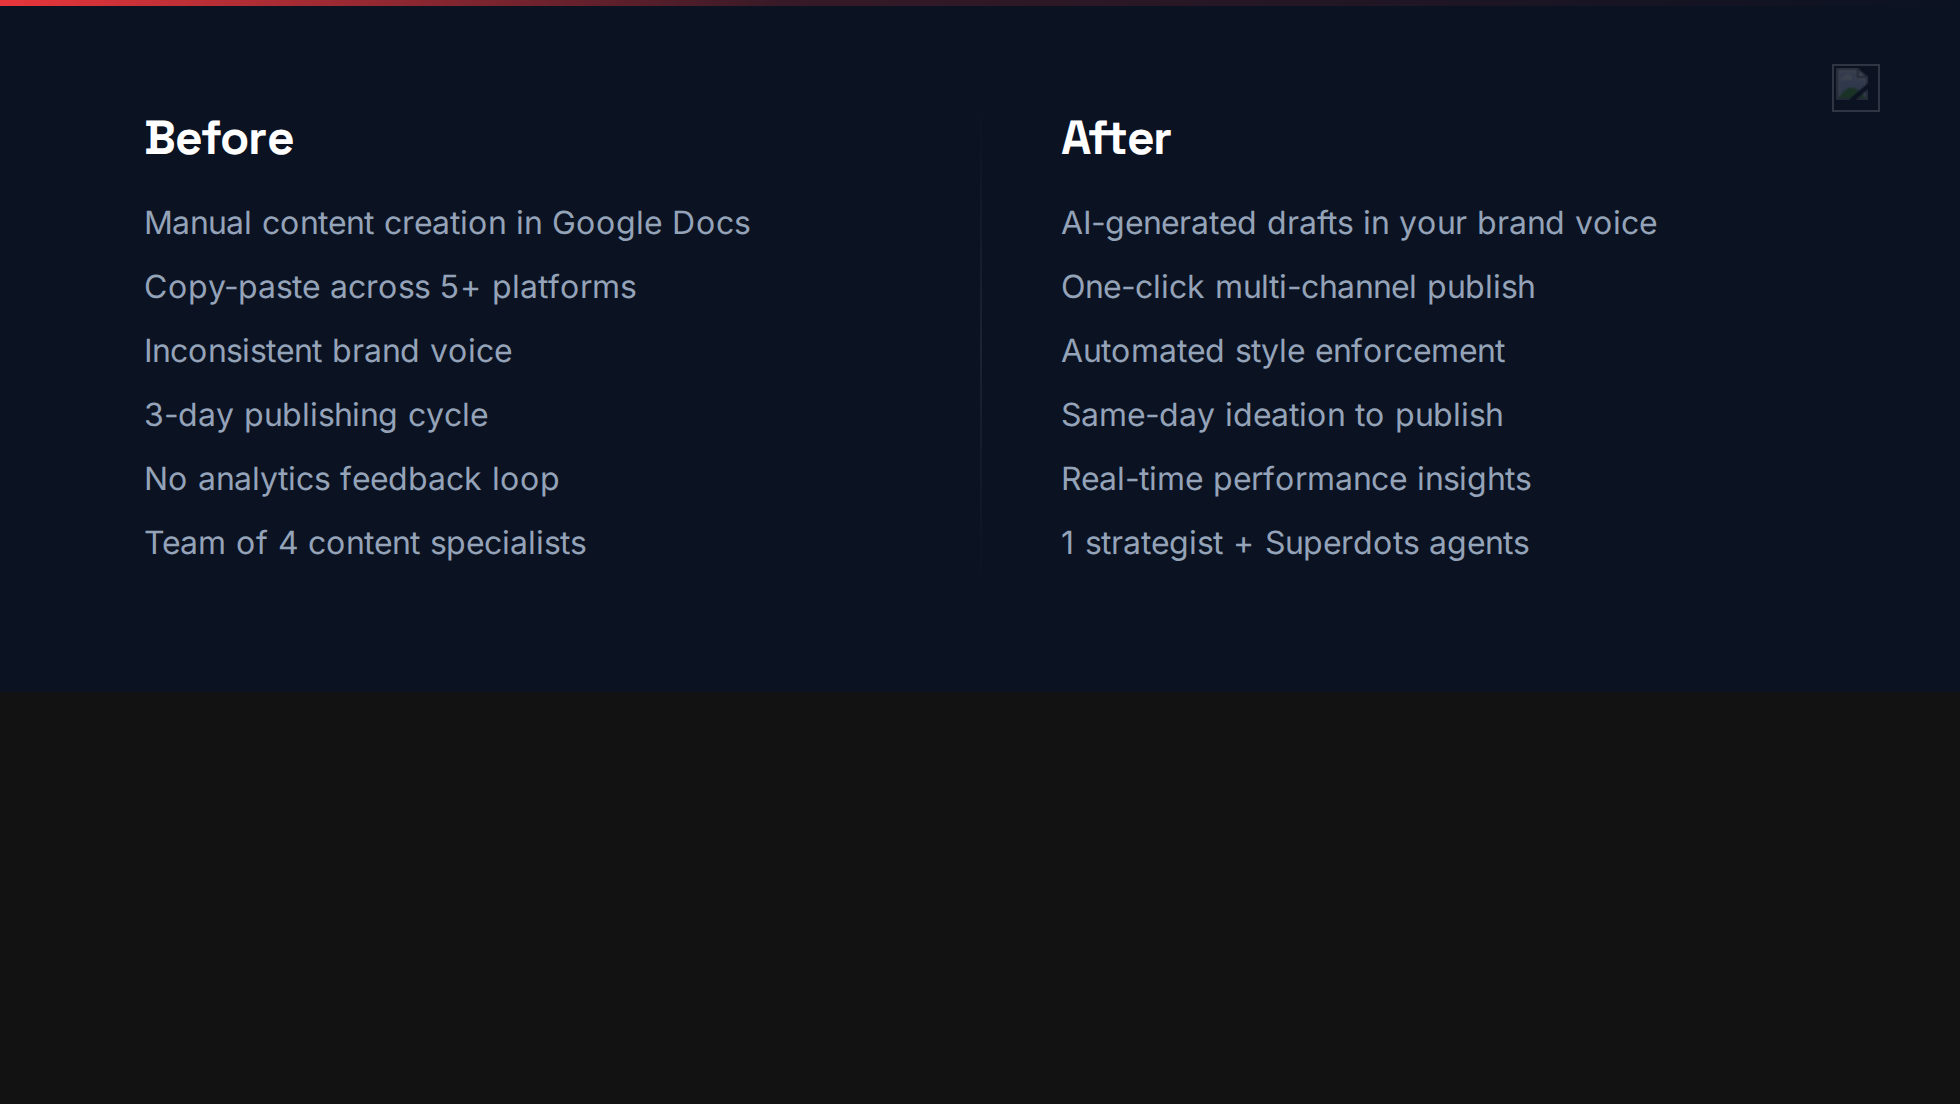 Before
Manual content creation in Google Docs
Copy-paste across 5+ platforms
Inconsistent brand voice
3-day publishing cycle
No analytics feedback loop
Team of 4 content specialists
After
AI-generated drafts in your brand voice
One-click multi-channel publish
Automated style enforcement
Same-day ideation to publish
Real-time performance insights
1 strategist + Superdots agents